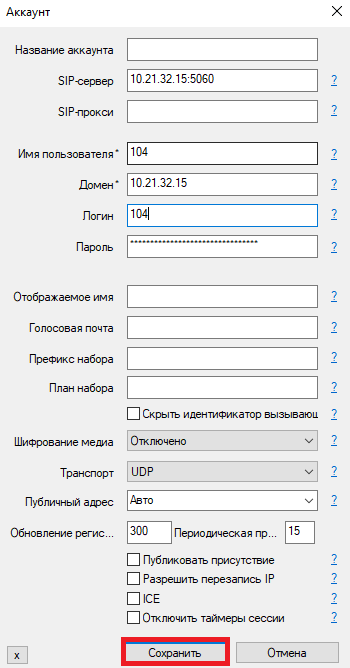 Аккаунт
Название аккаунта
SIP-сервер 10.21.32.15:5060 ?
SIP-прокси ?
Имя пользователя* 104 ?
Домен* 10.21.32.15 ?
Логин 104 ?
Пароль ******************************** ?
Отображаемое имя ?
Голосовая почта ?
Префикс набора ?
План набора ?
Скрыть идентификатор вызывающ ?
Шифрование медиа Отключено ?
Транспорт UDP ?
Публичный адрес Авто ?
Обновление регис... 300 Периодическая пр... 15 ?
Публиковать присутствие ?
Разрешить перезапись IP ?
ICE ?
Отключить таймеры сессии ?
x Сохранить Отмена